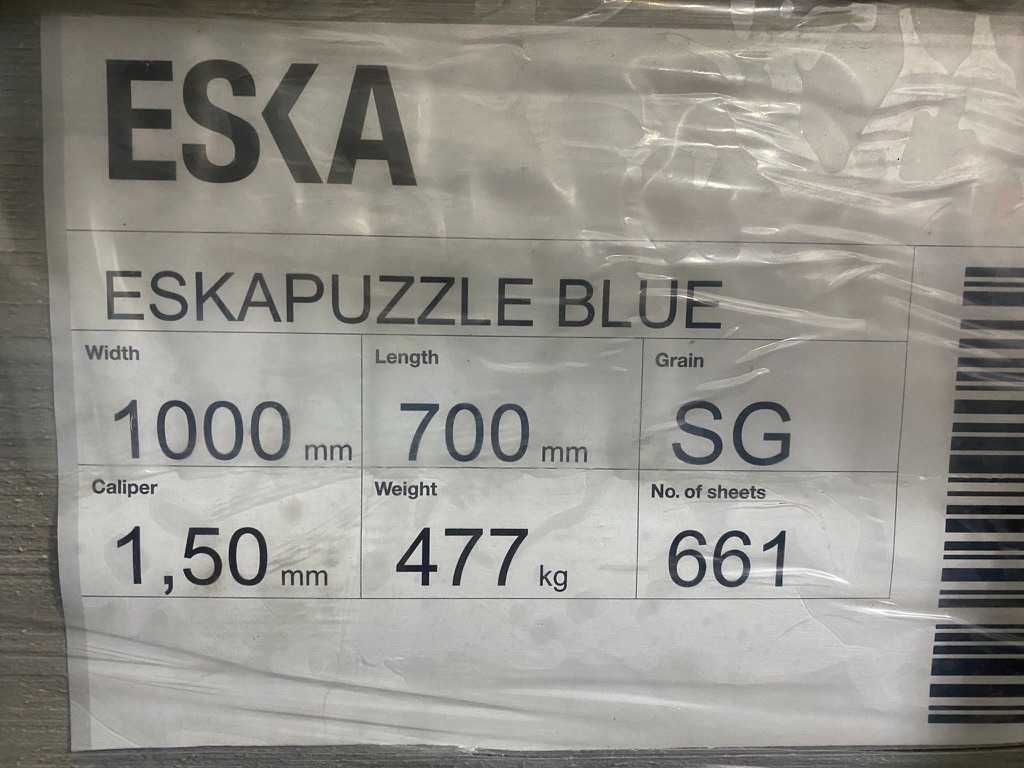 ESKA
ESKAPUZZLE BLUE
Width Length Grain
1000 mm 700 mm SG
Caliper Weight No. of sheets
1,50 mm 477 kg 661